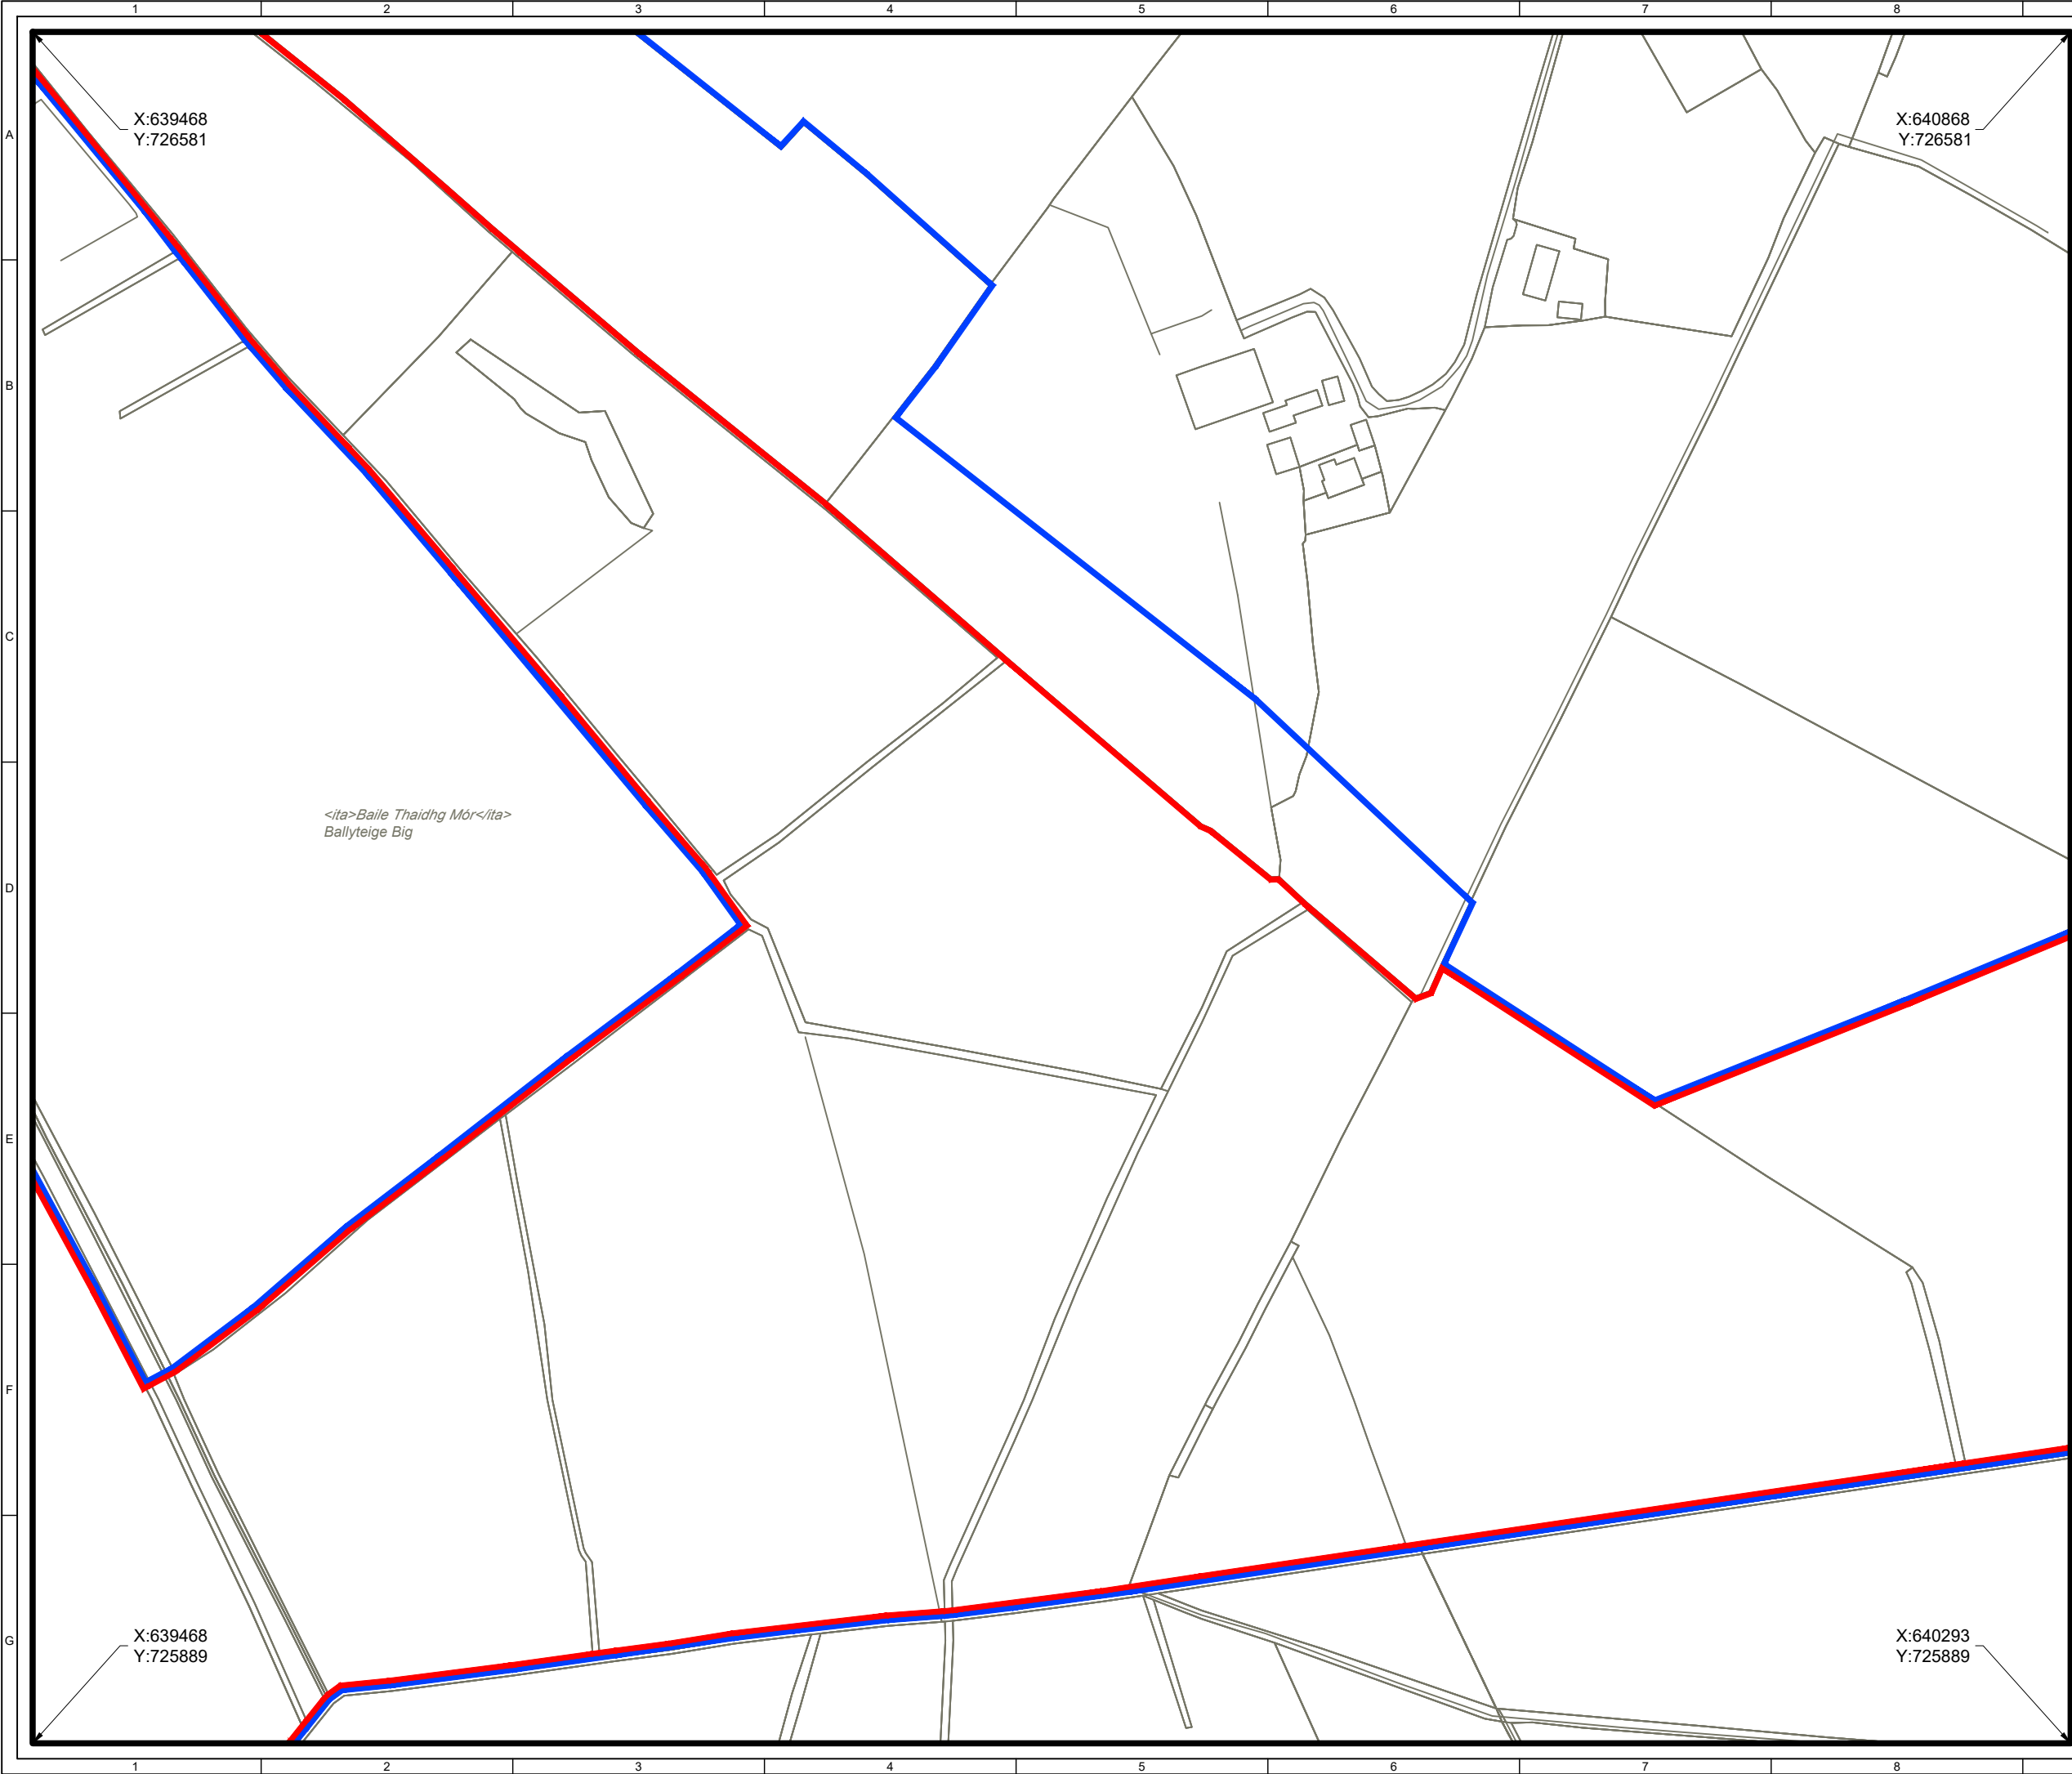 1 2 3 4 5 6 7 8
A
X:639468
Y:726581
X:640868
Y:726581
B
C
<ita>Baile Thaidhg Mór</ita>
Ballyteige Big
D
E
F
X:639468
Y:725889
X:640293
Y:725889
G
1 2 3 4 5 6 7 8